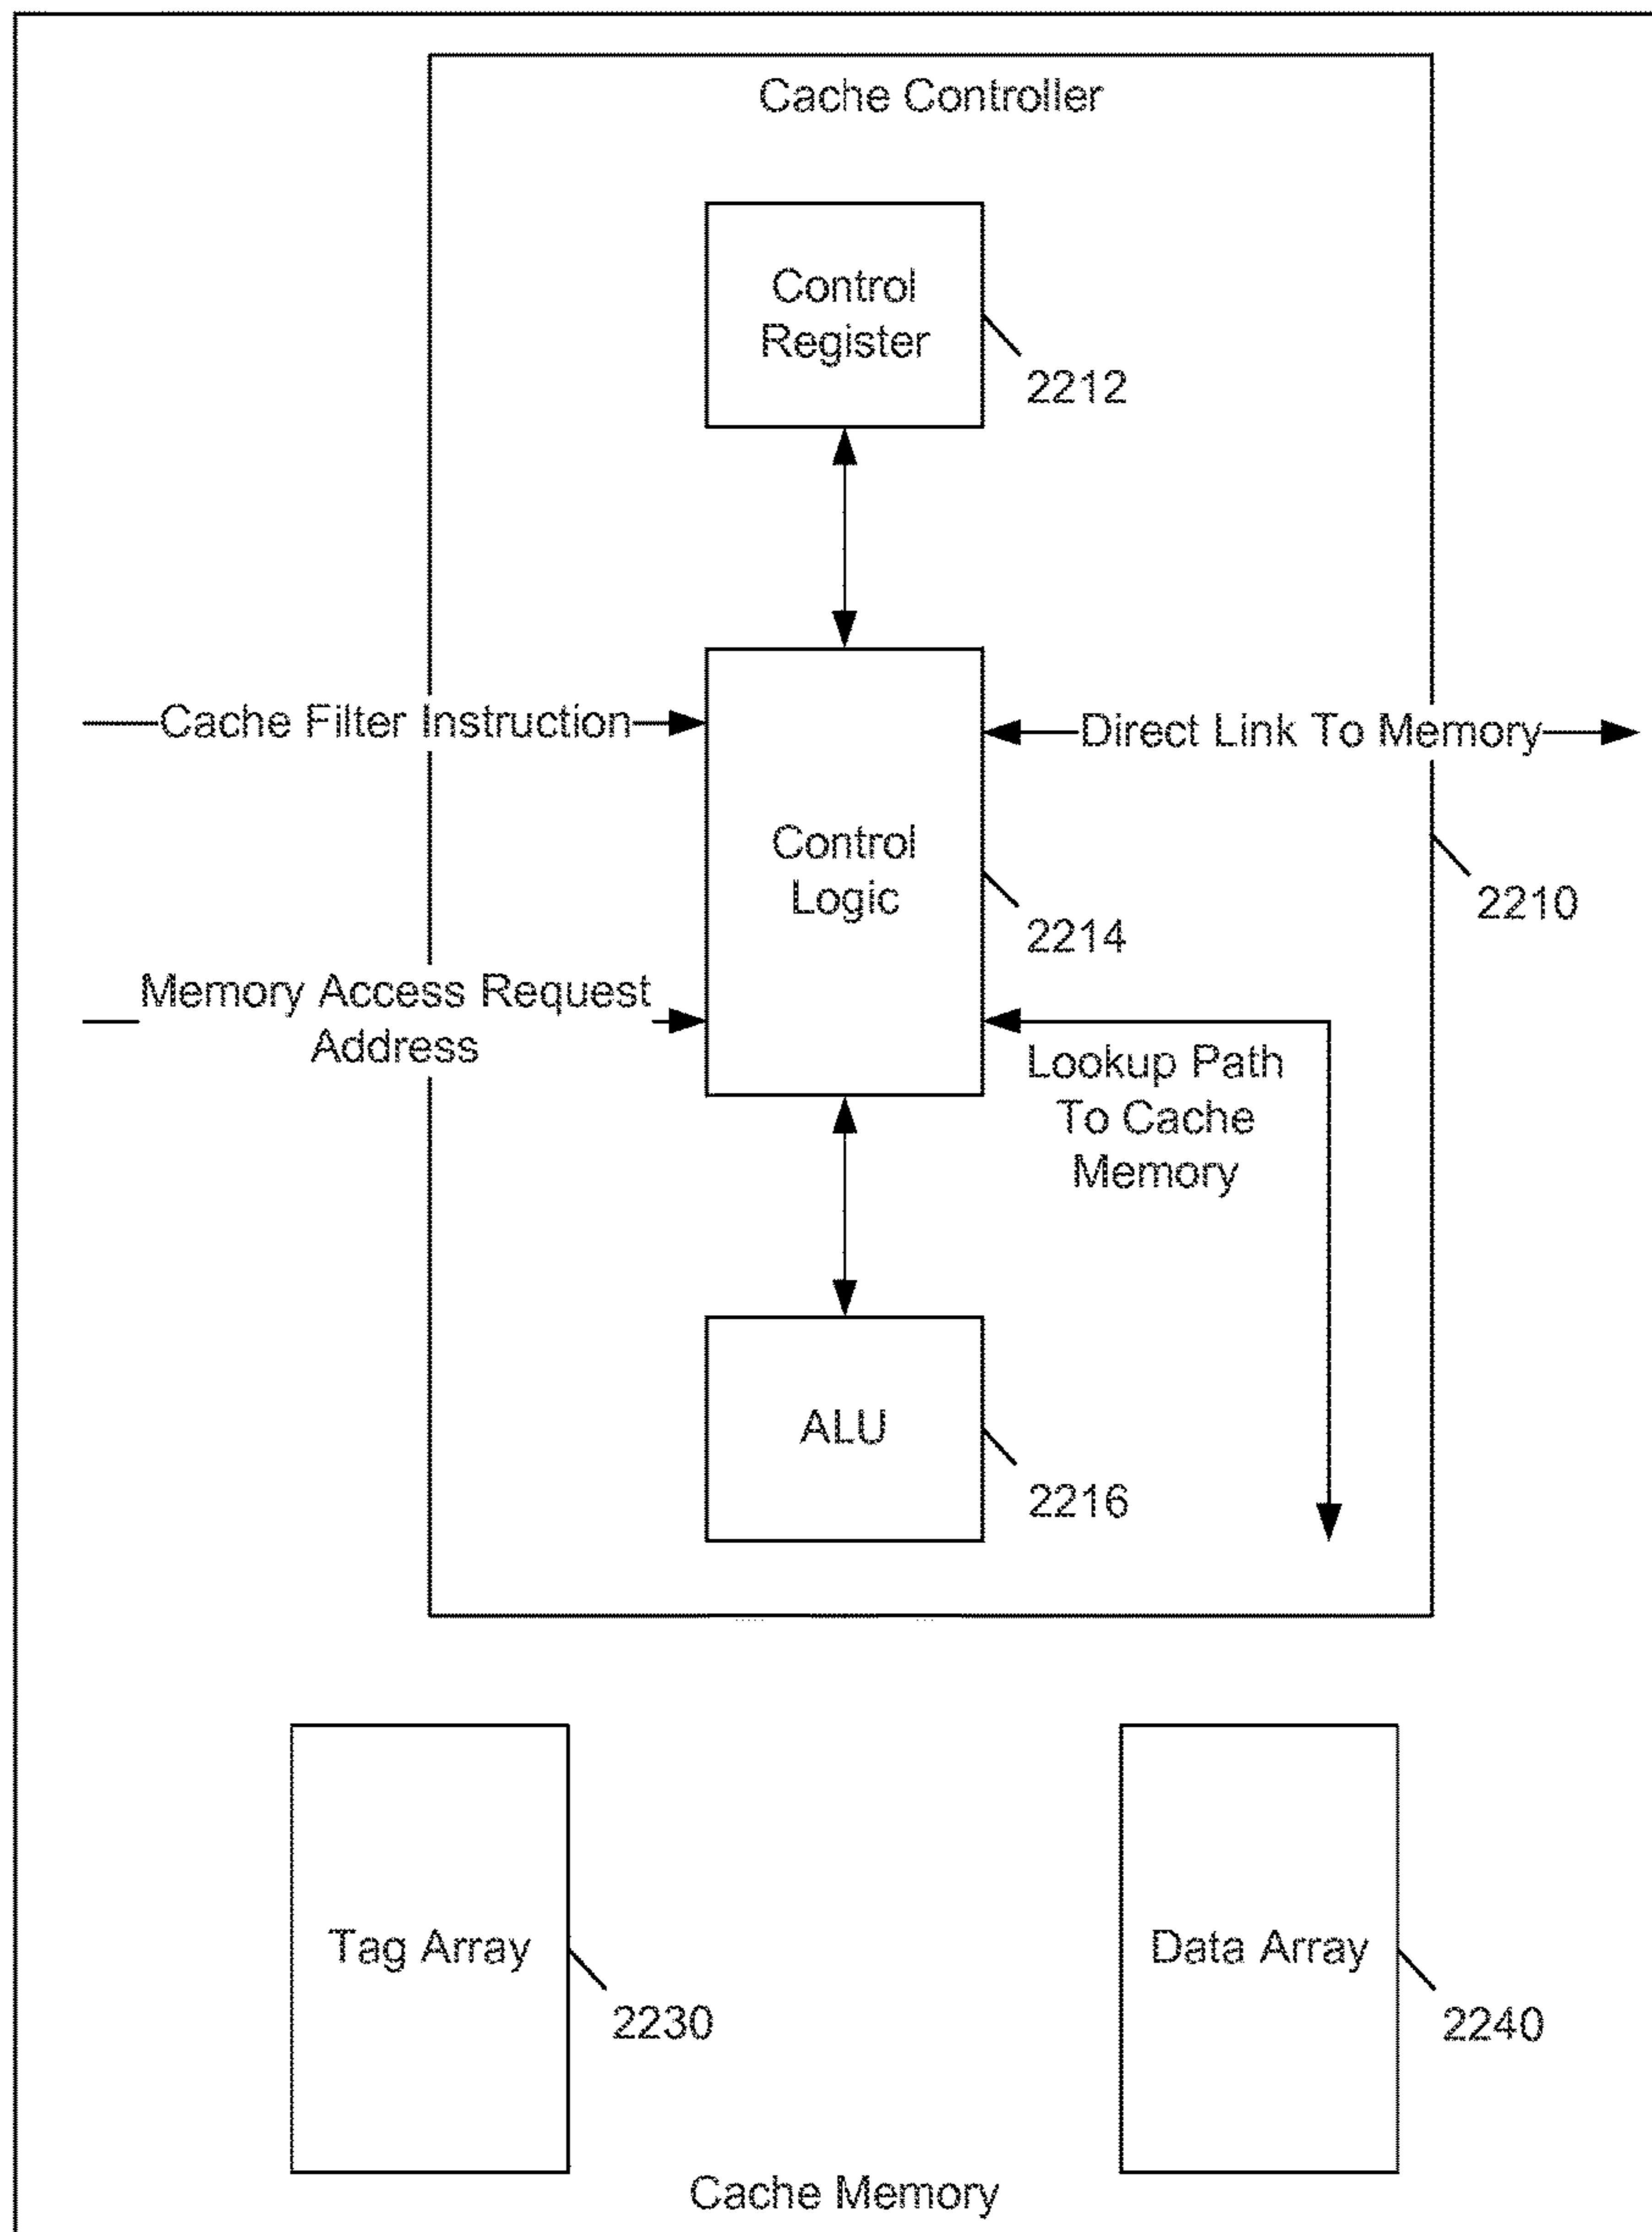 Cache Controller
Control
Register
2212
Cache Filter Instruction
Direct Link To Memory
Control
Logic
2214
2210
Memory Access Request
Address
Lookup Path
To Cache
Memory
ALU
2216
Tag Array
2230
Data Array
2240
Cache Memory